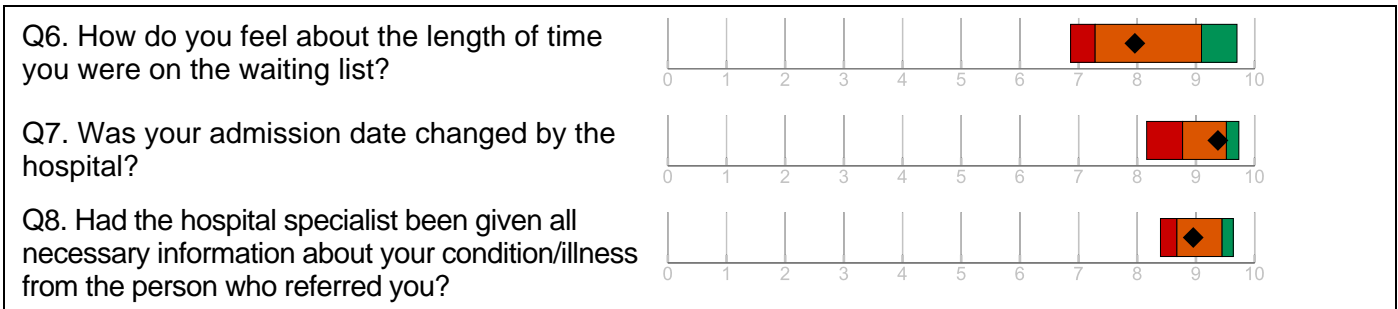 Q6. How do you feel about the length of time
you were on the waiting list?
0 1 2 3 4 5 6 7 8 9 10
Q7. Was your admission date changed by the
hospital?
0 1 2 3 4 5 6 7 8 9 10
Q8. Had the hospital specialist been given all
necessary information about your condition/illness
from the person who referred you?
0 1 2 3 4 5 6 7 8 9 10